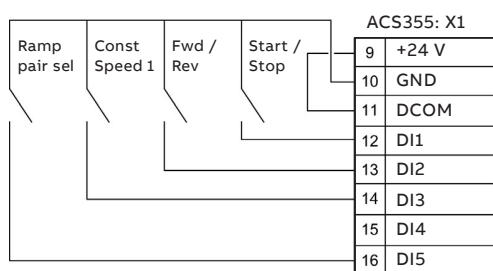 ACS355: X1
Ramp pair sel
Const Speed 1
Fwd / Rev
Start / Stop
9 +24 V
10 GND
11 DCOM
12 DI1
13 DI2
14 DI3
15 DI4
16 DI5